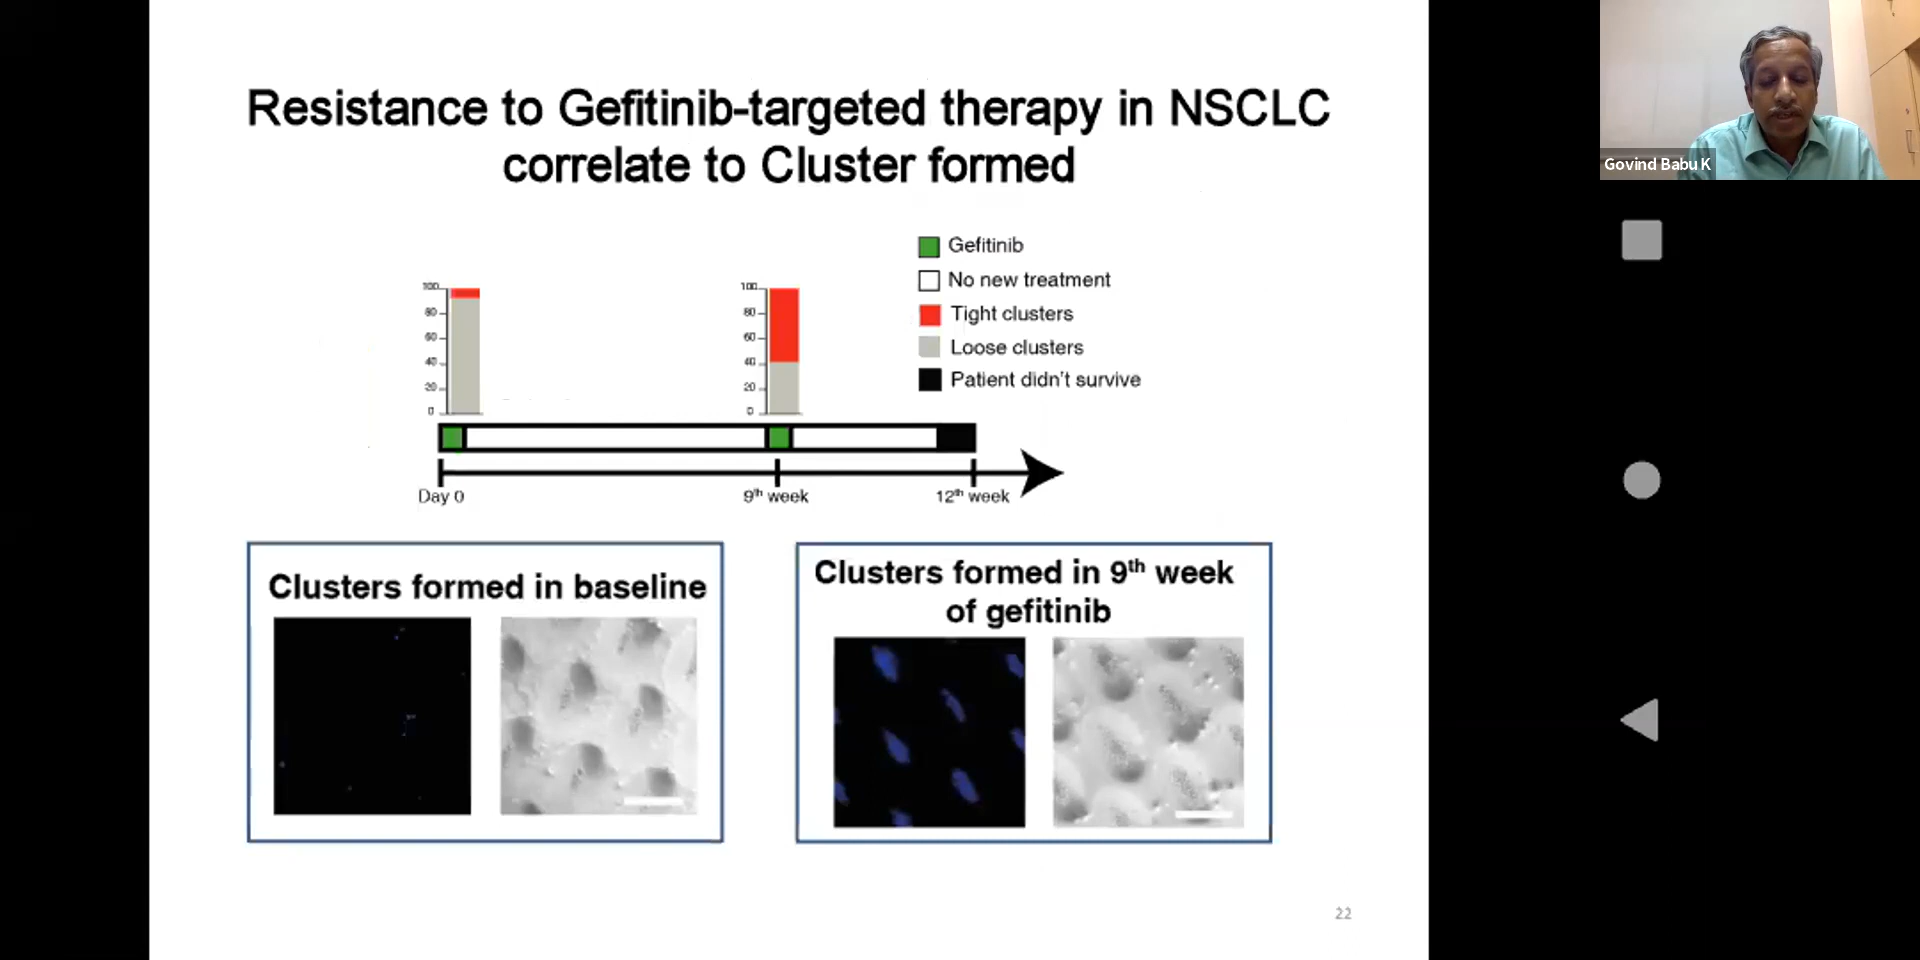 Resistance to Gefitinib-targeted therapy in NSCLC
correlate to Cluster formed
Govind Babu K
Gefitinib
No new treatment
Tight clusters
Loose clusters
Patient didn't survive
100
80
60
40
20
0
100
80
60
40
20
0
Day 0
9th week
12th week
Clusters formed in baseline
Clusters formed in 9th week
of gefitinib
22